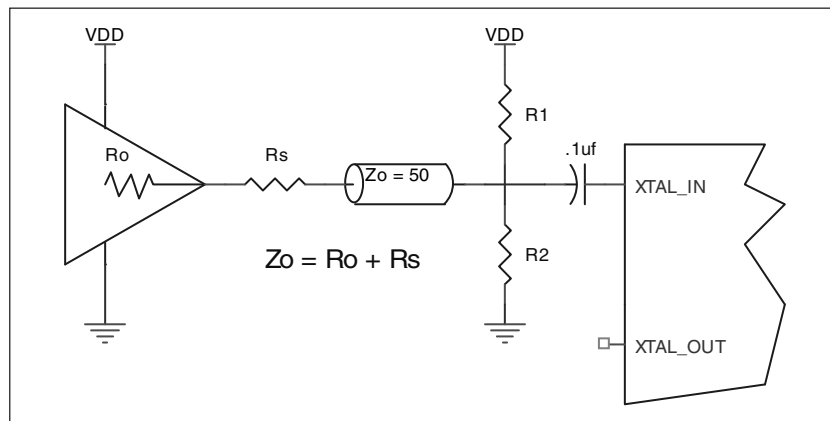 VDD
VDD
R1
.1uf
Ro
Rs
Zo = 50
XTAL_IN
Zo = Ro + Rs
R2
XTAL_OUT